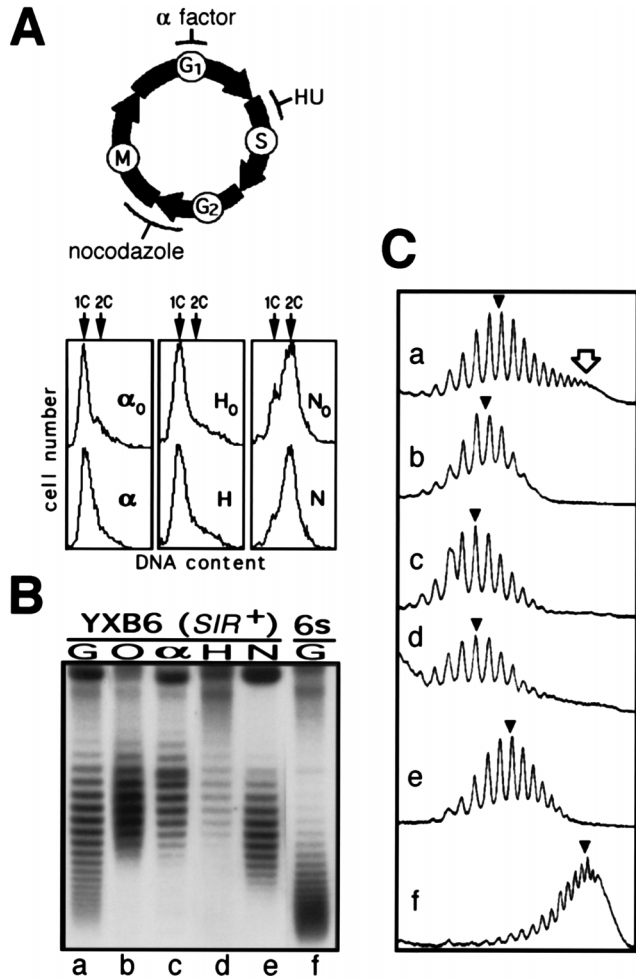 A
α factor
G1
HU
S
M
G2
nocodazole
1C 2C 1C 2C 1C 2C
cell number
α0 H0 N0
α H N
DNA content
B
YXB6 (SIR+) 6s
G O α H N G
a b c d e f
C
a
b
c
d
e
f